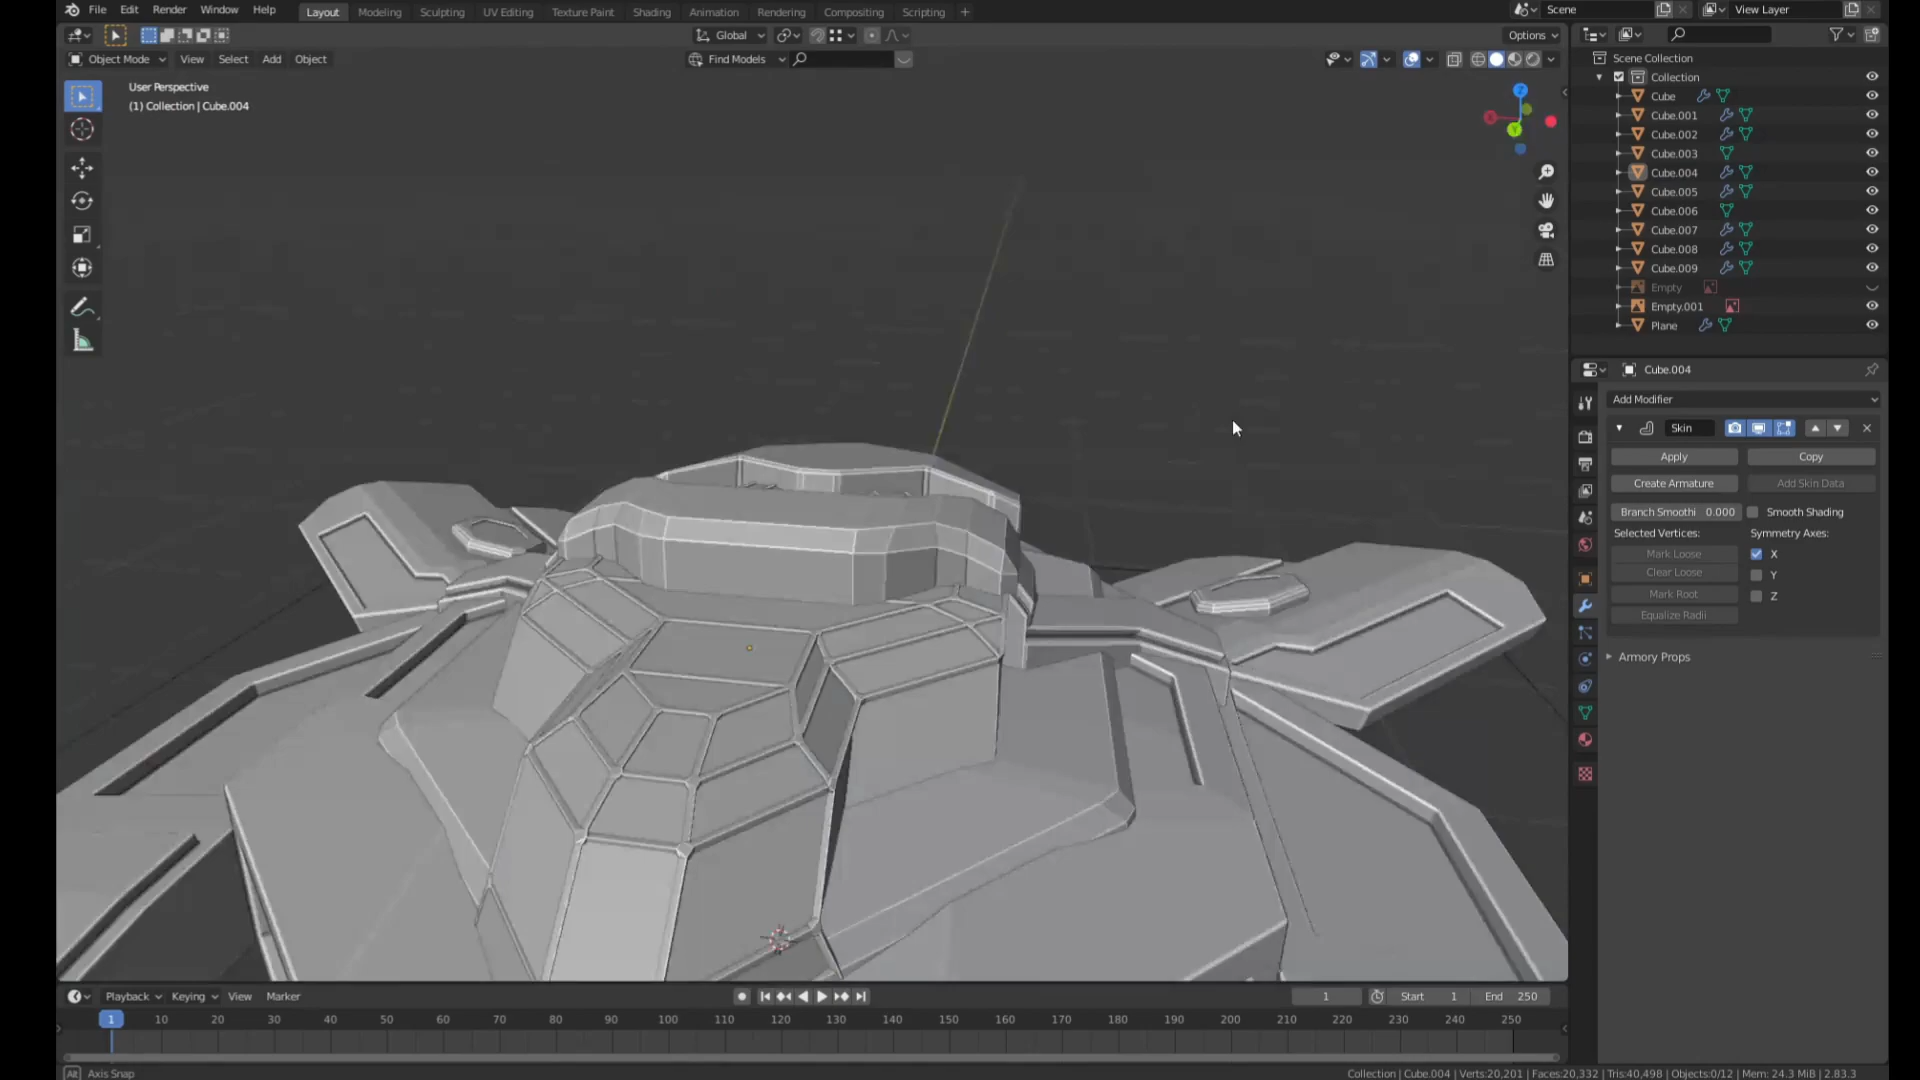 File Edit Render Window Help Layout Modeling Sculpting UV Editing Texture Paint Shading Animation Rendering Compositing Scripting + Scene View Layer
Global Options
Object Mode View Select Add Object Find Models
User Perspective
(1) Collection | Cube.004
Z
X
Y
Scene Collection
Collection
Cube
Cube.001
Cube.002
Cube.003
Cube.004
Cube.005
Cube.006
Cube.007
Cube.008
Cube.009
Empty
Empty.001
Plane
Cube.004
Add Modifier
Skin
Apply Copy
Create Armature Add Skin Data
Branch Smoothi 0.000 Smooth Shading
Selected Vertices: Symmetry Axes:
Mark Loose X
Clear Loose Y
Mark Root Z
Equalize Radii
Armory Props
Playback Keying View Marker 1 Start 1 End 250
1 10 20 30 40 50 60 70 80 90 100 110 120 130 140 150 160 170 180 190 200 210 220 230 240 250
Alt Axis Snap
Collection | Cube.004 | Verts:20,201 | Faces:20,332 | Tris:40,498 | Objects:0/12 | Mem: 24.3 MiB | 2.83.3